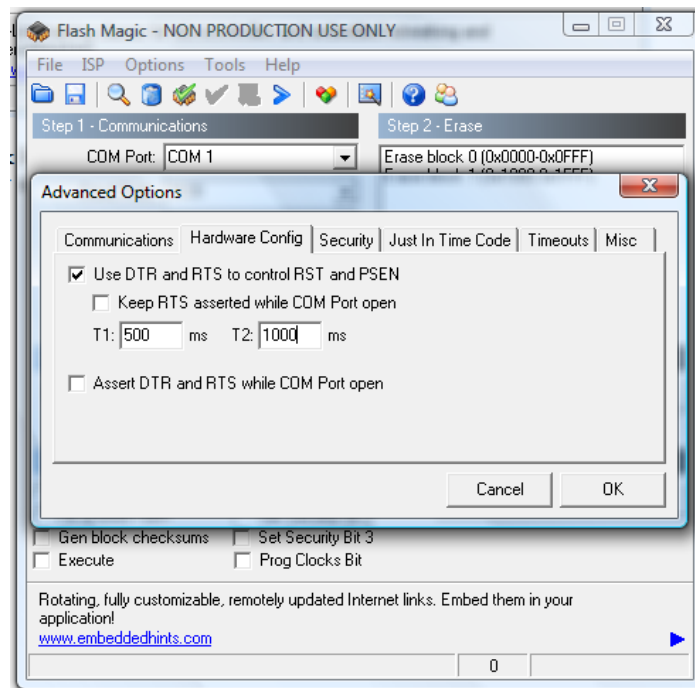 Flash Magic - NON PRODUCTION USE ONLY
File ISP Options Tools Help
Step 1 - Communications
Step 2 - Erase
COM Port: COM 1
Erase block 0 (0x0000-0x0FFF)
Advanced Options
Communications Hardware Config Security Just In Time Code Timeouts Misc
Use DTR and RTS to control RST and PSEN
Keep RTS asserted while COM Port open
T1: 500 ms T2: 1000 ms
Assert DTR and RTS while COM Port open
Cancel OK
Gen block checksums Set Security Bit 3
Execute Prog Clocks Bit
Rotating, fully customizable, remotely updated Internet links. Embed them in your
application!
www.embeddedhints.com
0